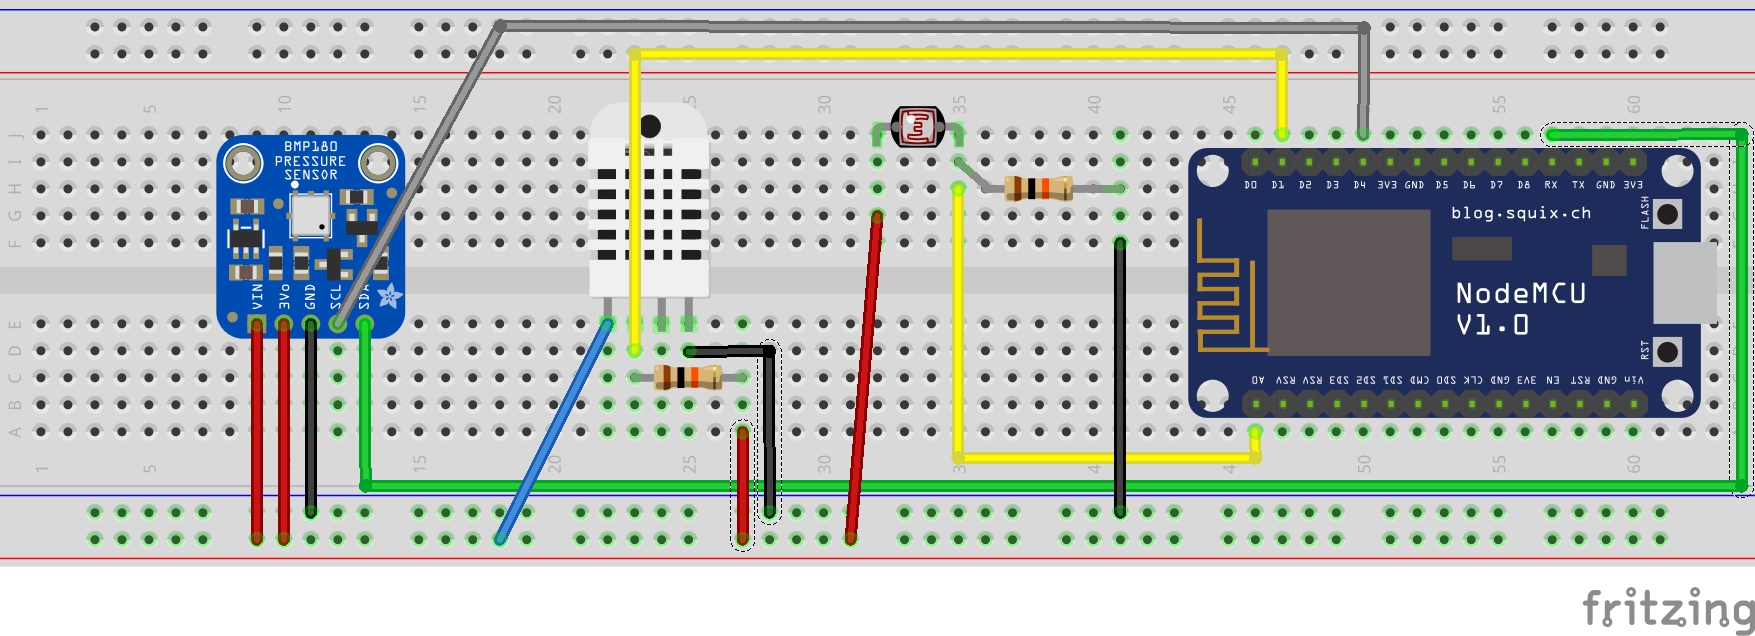 1 5 10 15 20 25 30 35 40 45 50 55 60
J
I
H
G
F
BMP180
PRESSURE
SENSOR
VIN 3Vo GND SCL SDA
D0 D1 D2 D3 D4 3V3 GND D5 D6 D7 D8 RX TX GND 3V3
blog.squix.ch
FLASH
NodeMCU
V1.0
RST
A0 RSV RSV SD3 SD2 SD1 CMD SD0 CLK GND 3V3 EN RST GND Vin
E
D
C
B
A
1 5 15 20 25 30 3 40 45 50 55 60
fritzing